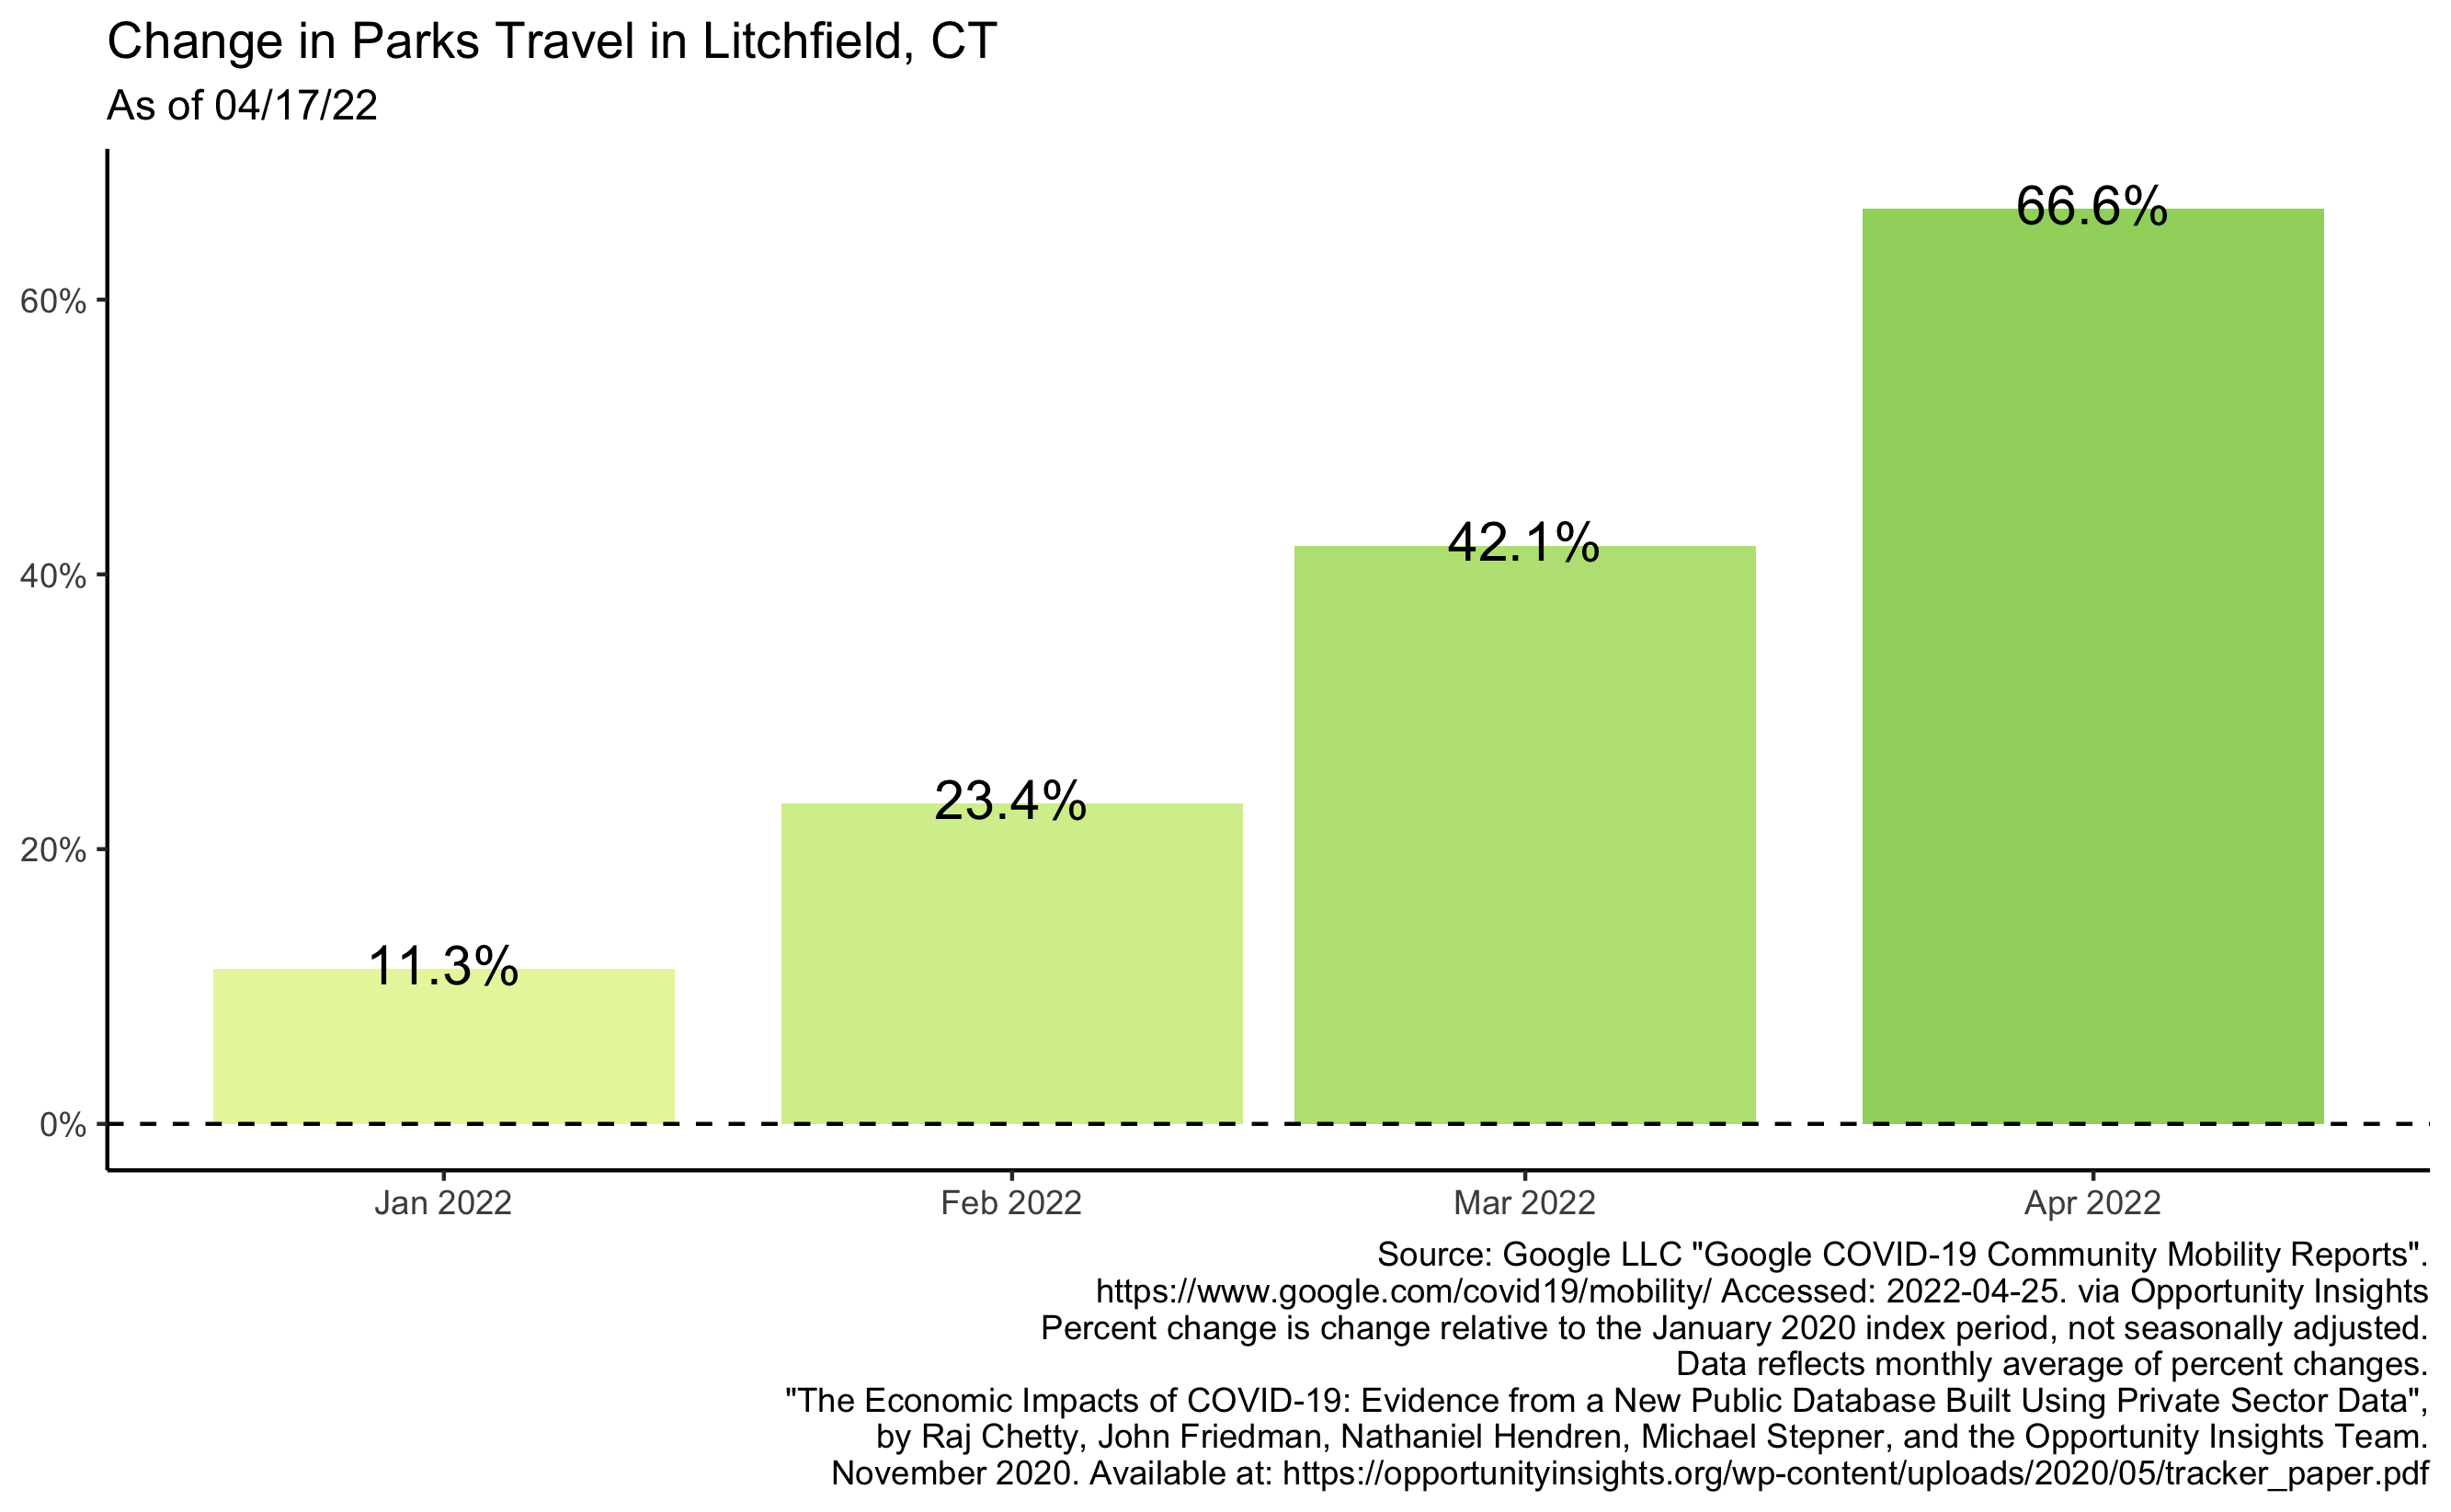 Change in Parks Travel in Litchfield, CT
As of 04/17/22
66.6%
60%
42.1%
40%
23.4%
20%
11.3%
0%
Jan 2022 Feb 2022 Mar 2022 Apr 2022
Source: Google LLC "Google COVID-19 Community Mobility Reports".
https://www.google.com/covid19/mobility/ Accessed: 2022-04-25. via Opportunity Insights
Percent change is change relative to the January 2020 index period, not seasonally adjusted.
Data reflects monthly average of percent changes.
"The Economic Impacts of COVID-19: Evidence from a New Public Database Built Using Private Sector Data",
by Raj Chetty, John Friedman, Nathaniel Hendren, Michael Stepner, and the Opportunity Insights Team.
November 2020. Available at: https://opportunityinsights.org/wp-content/uploads/2020/05/tracker_paper.pdf